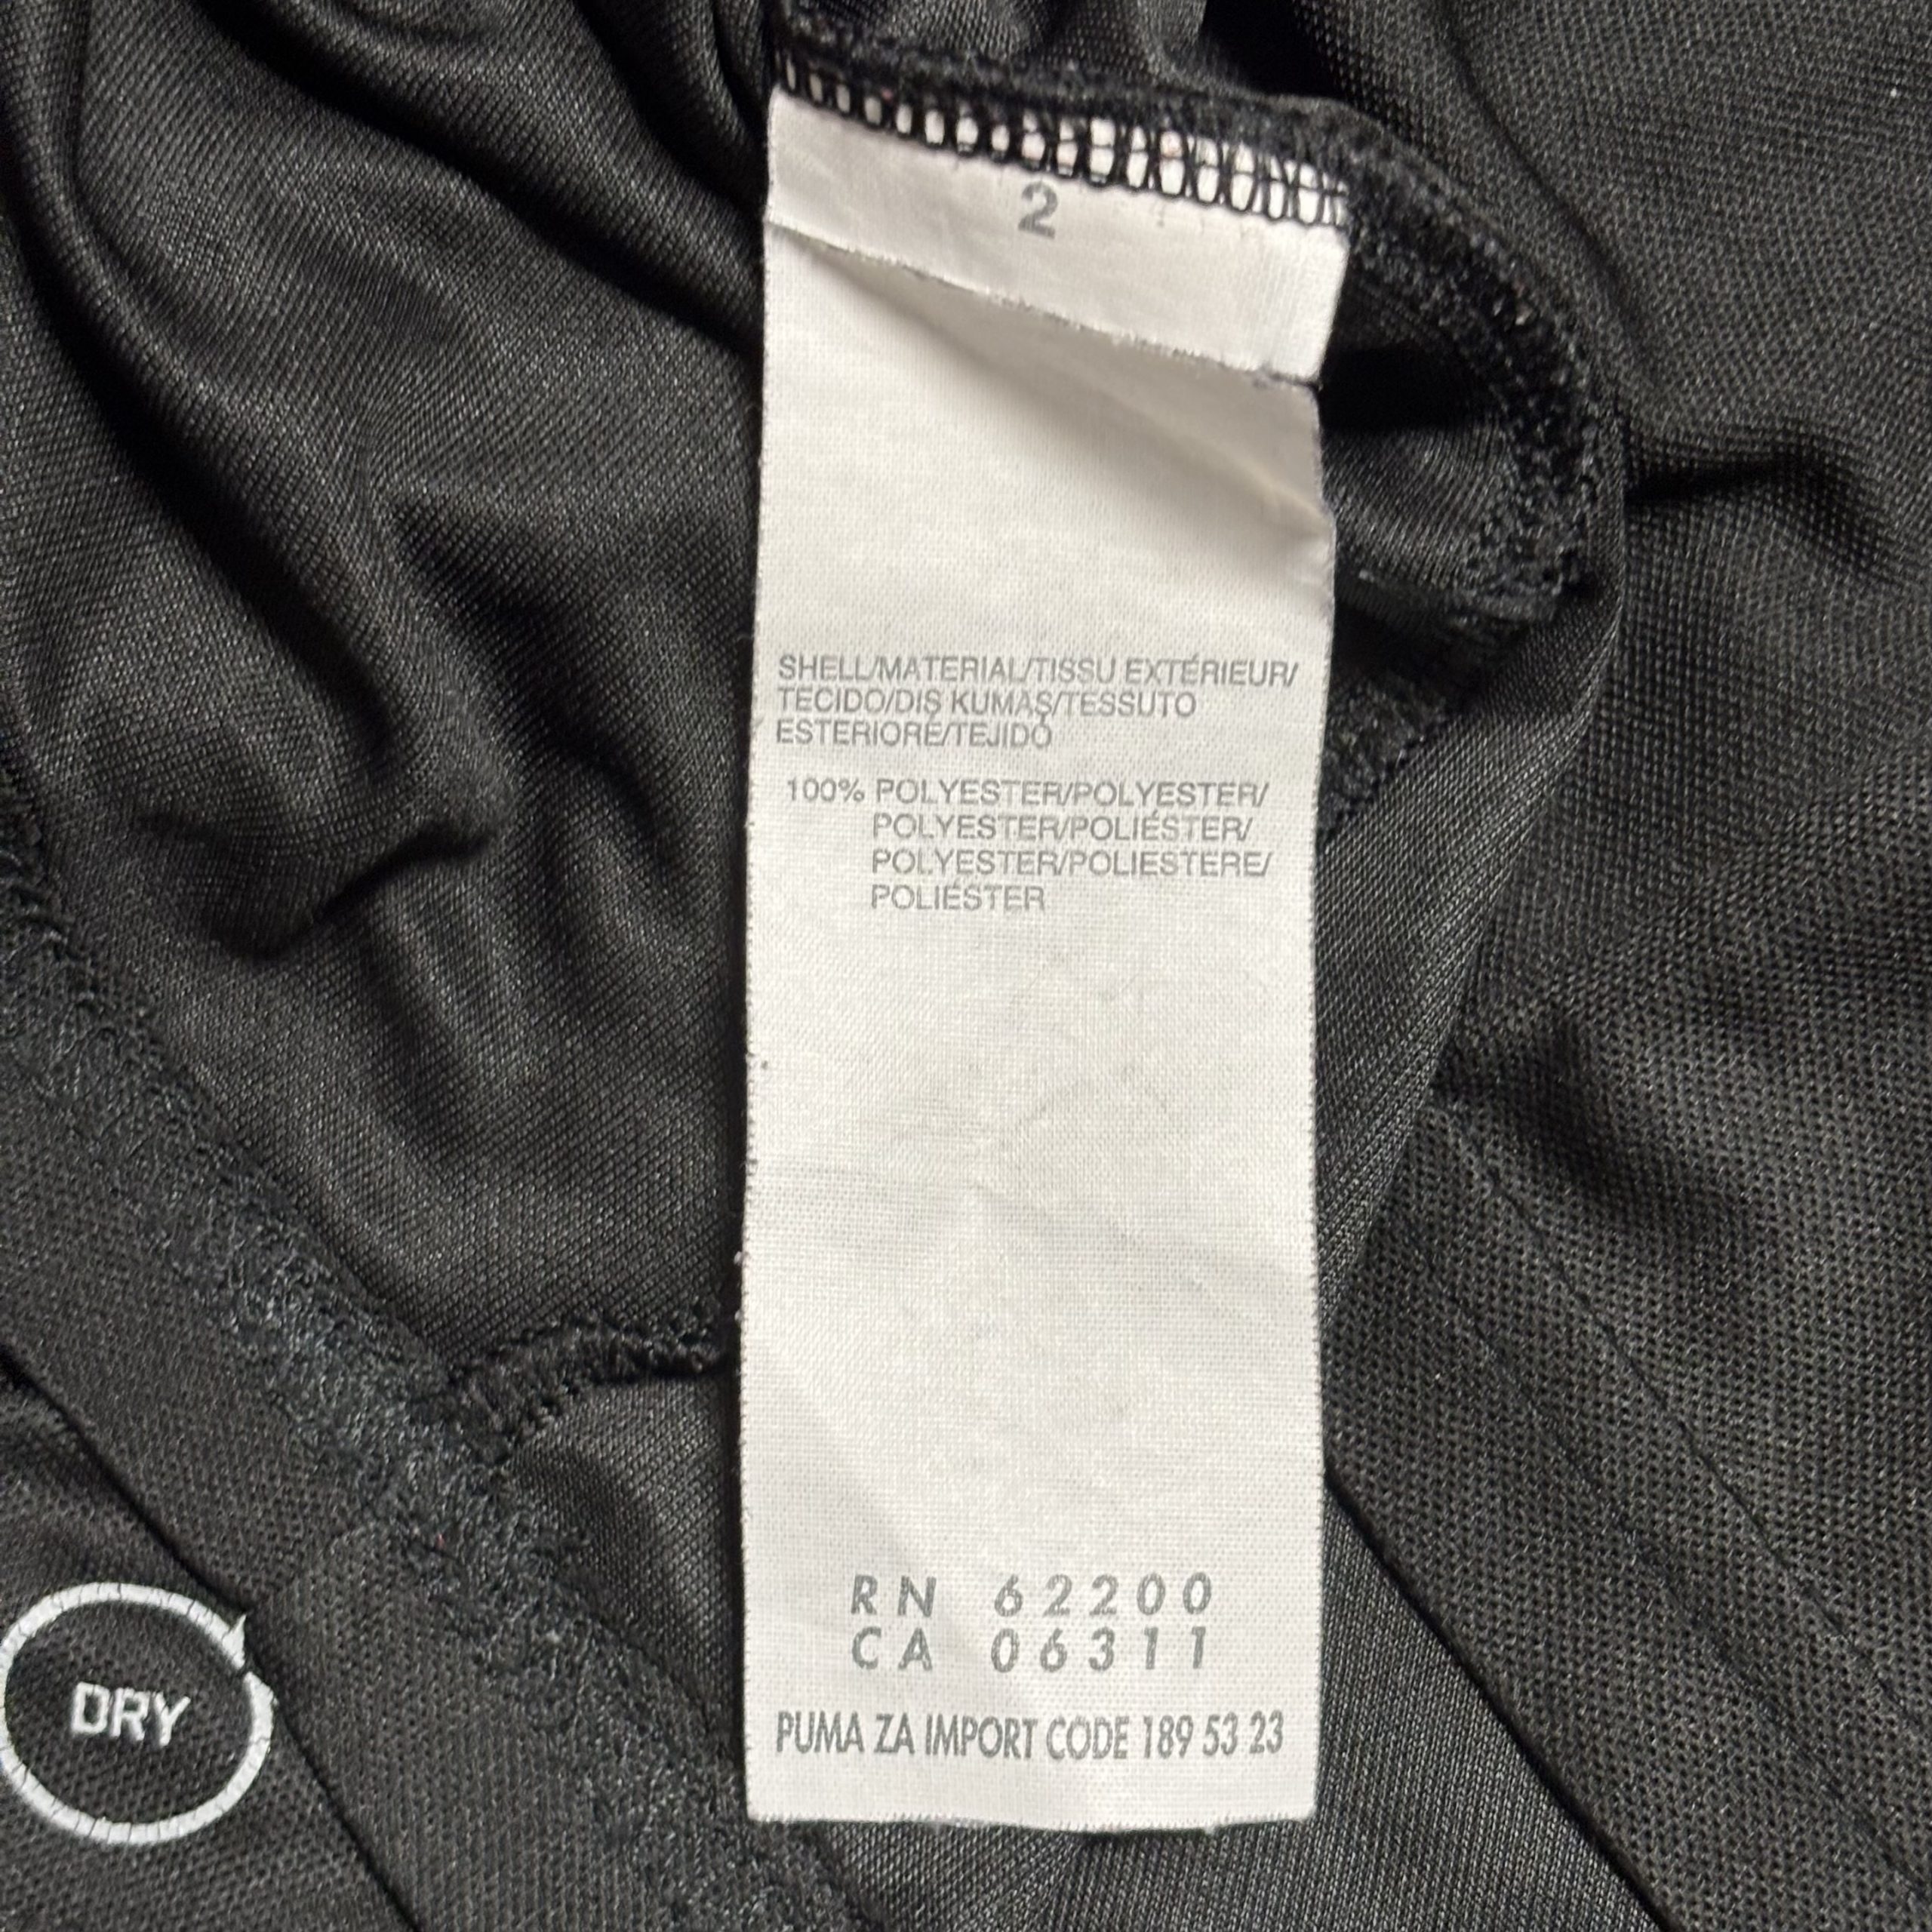 2
SHELL/MATERIAL/TISSU EXTÉRIEUR/
TECIDO/DIŞ KUMAŞ/TESSUTO
ESTERIORE/TEJIDO
100% POLYESTER/POLYESTER/
POLYESTER/POLIÉSTER/
POLYESTER/POLIESTERE/
POLIÉSTER
RN 62200
CA 06311
PUMA ZA IMPORT CODE 189 53 23
DRY